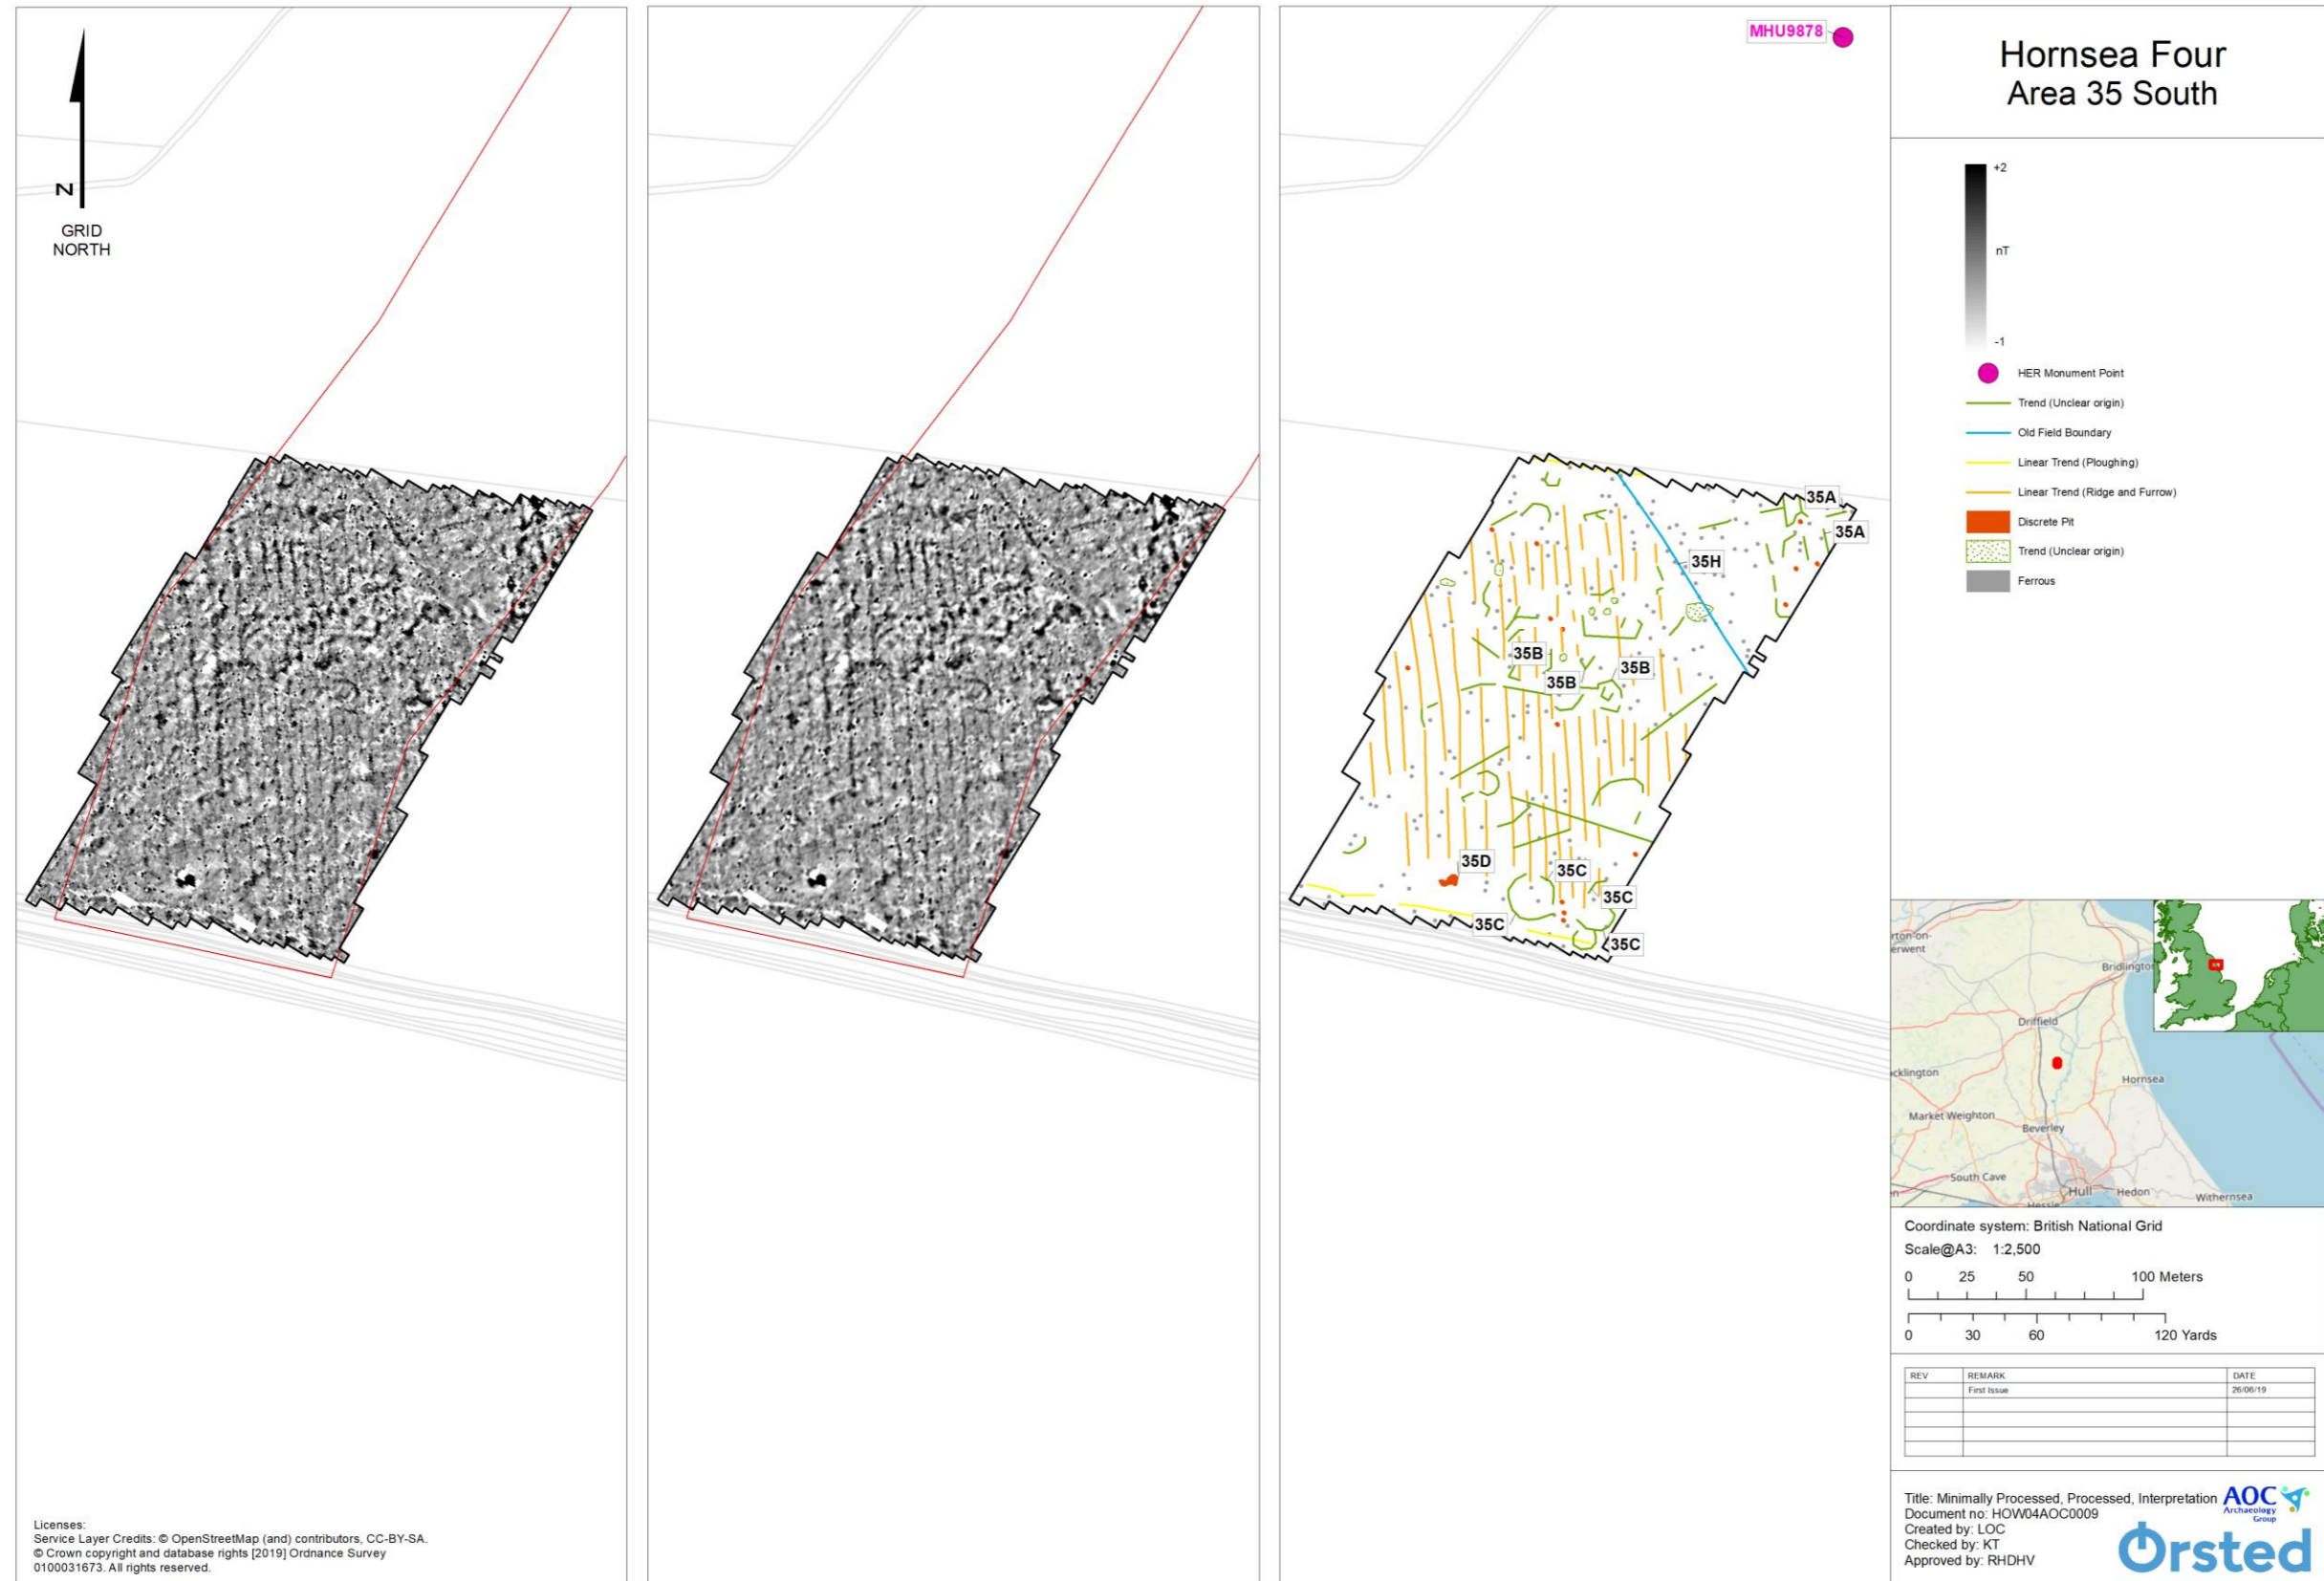 N
GRID
NORTH
Licenses:
Service Layer Credits: © OpenStreetMap (and) contributors, CC-BY-SA.
© Crown copyright and database rights [2019] Ordnance Survey
0100031673. All rights reserved.
MHU9878
35A
35A
35H
35B
35B
35B
35D
35C
35C
35C
35C
Hornsea Four
Area 35 South
+2
nT
-1
HER Monument Point
Trend (Unclear origin)
Old Field Boundary
Linear Trend (Ploughing)
Linear Trend (Ridge and Furrow)
Discrete Pit
Trend (Unclear origin)
Ferrous
rton-on-
erwent
Bridlington
Driffield
cklington
Hornsea
Market Weighton
Beverley
South Cave
Hull
Hedon
Withernsea
Hessle
Coordinate system: British National Grid
Scale@A3: 1:2,500
0 25 50 100 Meters
0 30 60 120 Yards
REV REMARK DATE
First Issue 26/06/19
Title: Minimally Processed, Processed, Interpretation
Document no: HOW04AOC0009
Created by: LOC
Checked by: KT
Approved by: RHDHV
AOC
Archaeology
Group
Ørsted